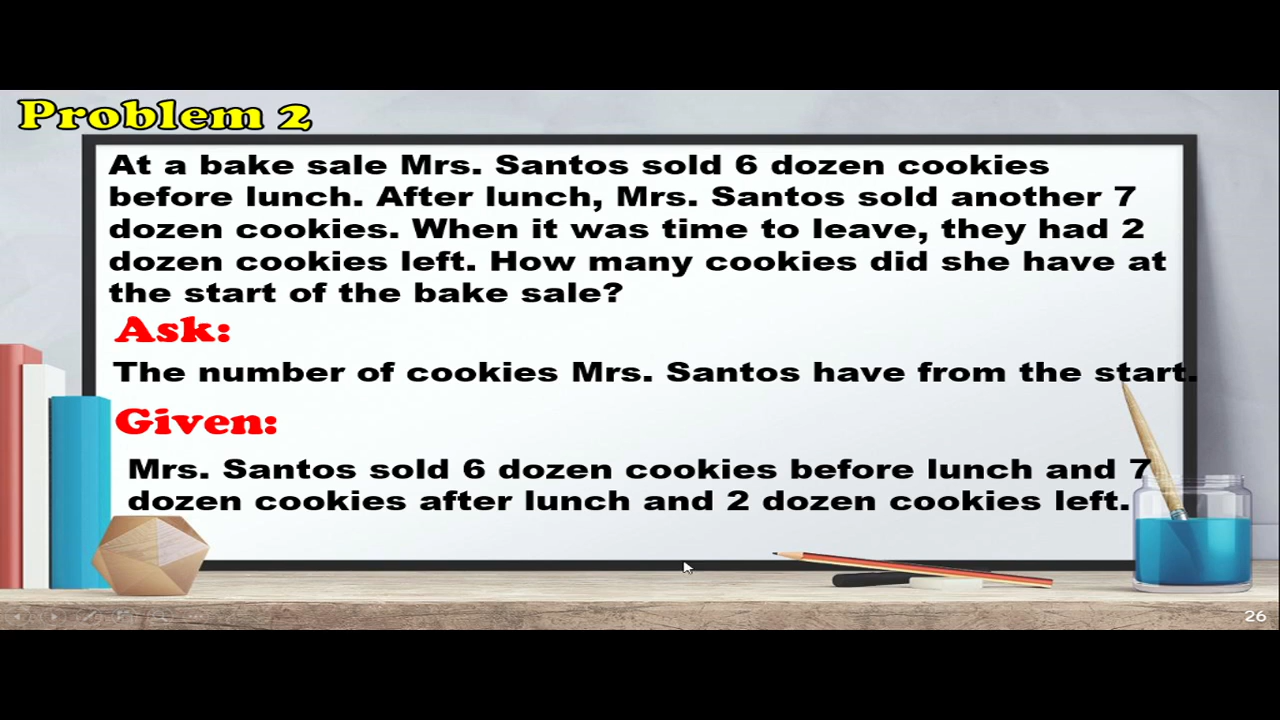 Problem 2
At a bake sale Mrs. Santos sold 6 dozen cookies
before lunch. After lunch, Mrs. Santos sold another 7
dozen cookies. When it was time to leave, they had 2
dozen cookies left. How many cookies did she have at
the start of the bake sale?
Ask:
The number of cookies Mrs. Santos have from the start.
Given:
Mrs. Santos sold 6 dozen cookies before lunch and 7
dozen cookies after lunch and 2 dozen cookies left.
26